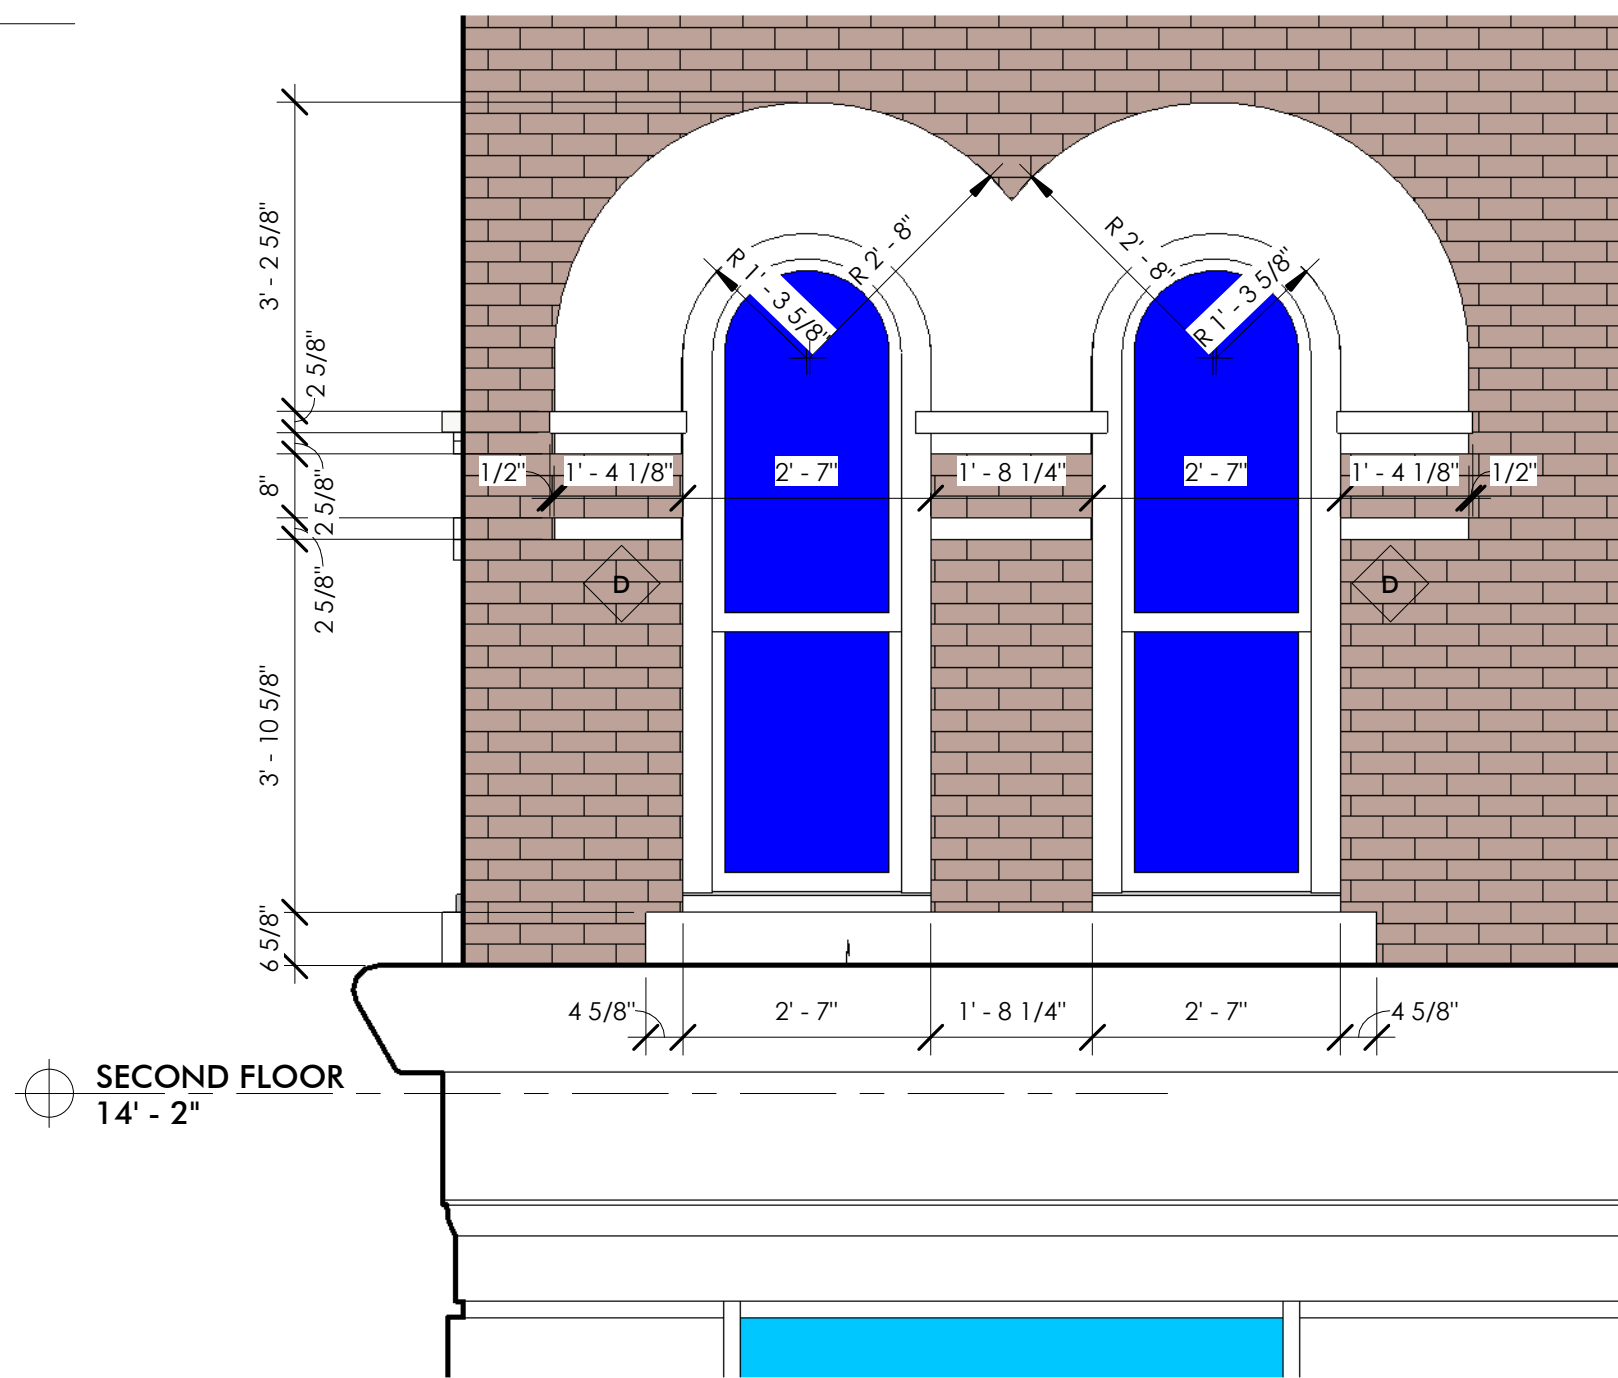 3' - 2 5/8"
R 1' - 3 5/8"
R 2' - 8"
R 2' - 8"
R 1' - 3 5/8"
2 5/8"
1/2"
1' - 4 1/8"
2' - 7"
1' - 8 1/4"
2' - 7"
1' - 4 1/8"
1/2"
8"
2 5/8"
2 5/8"
D
D
3' - 10 5/8"
6 5/8"
4 5/8"
2' - 7"
1' - 8 1/4"
2' - 7"
4 5/8"
SECOND FLOOR
14' - 2"